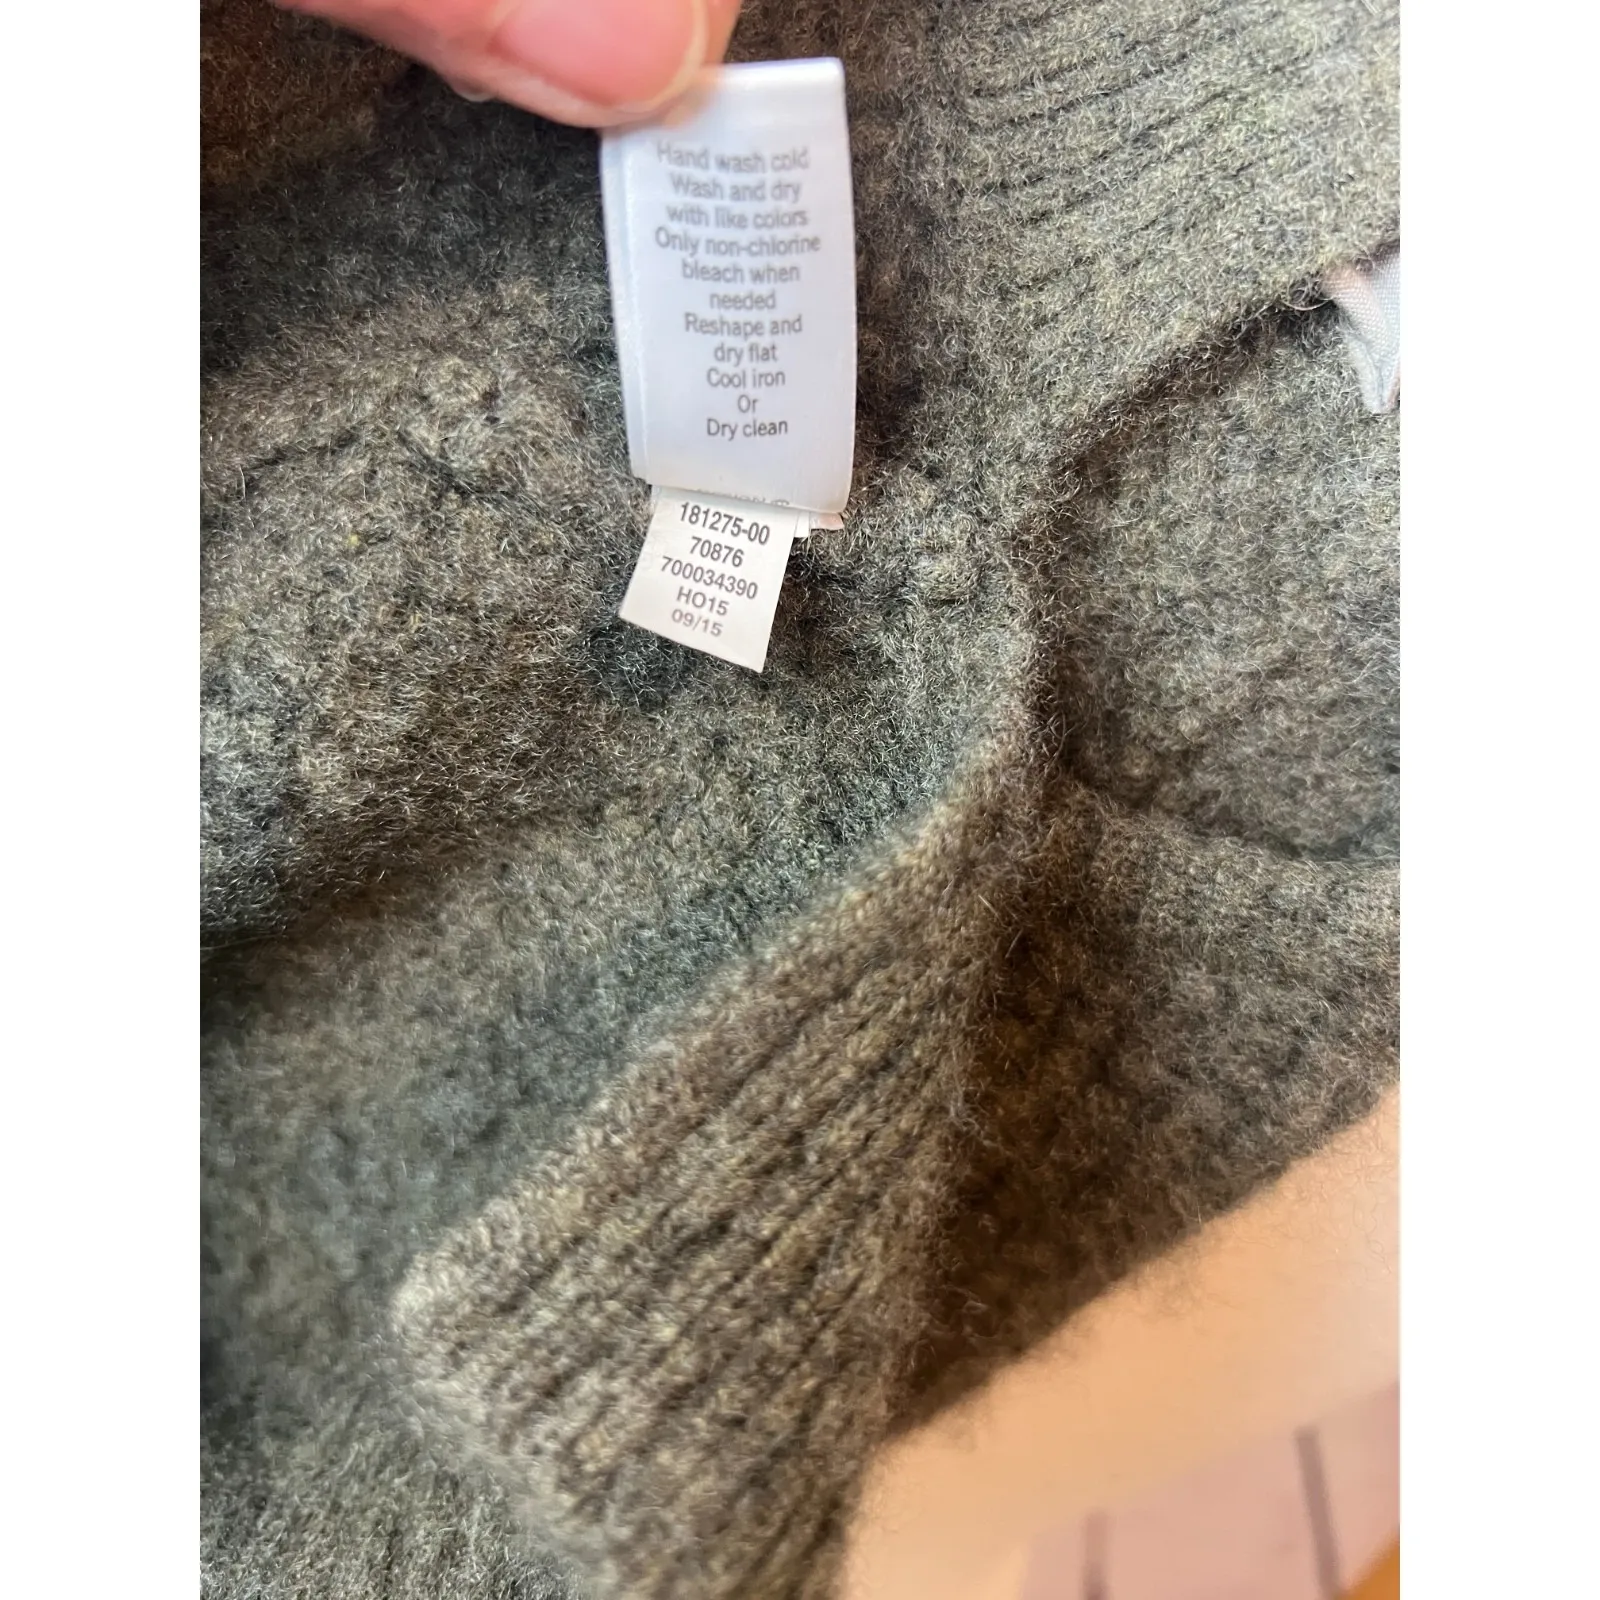 Hand wash cold
Wash and dry
with like colors
Only non-chlorine
bleach when
needed
Reshape and
dry flat
Cool iron
Or
Dry clean
181275-00
70876
700034390
HO15
09/15